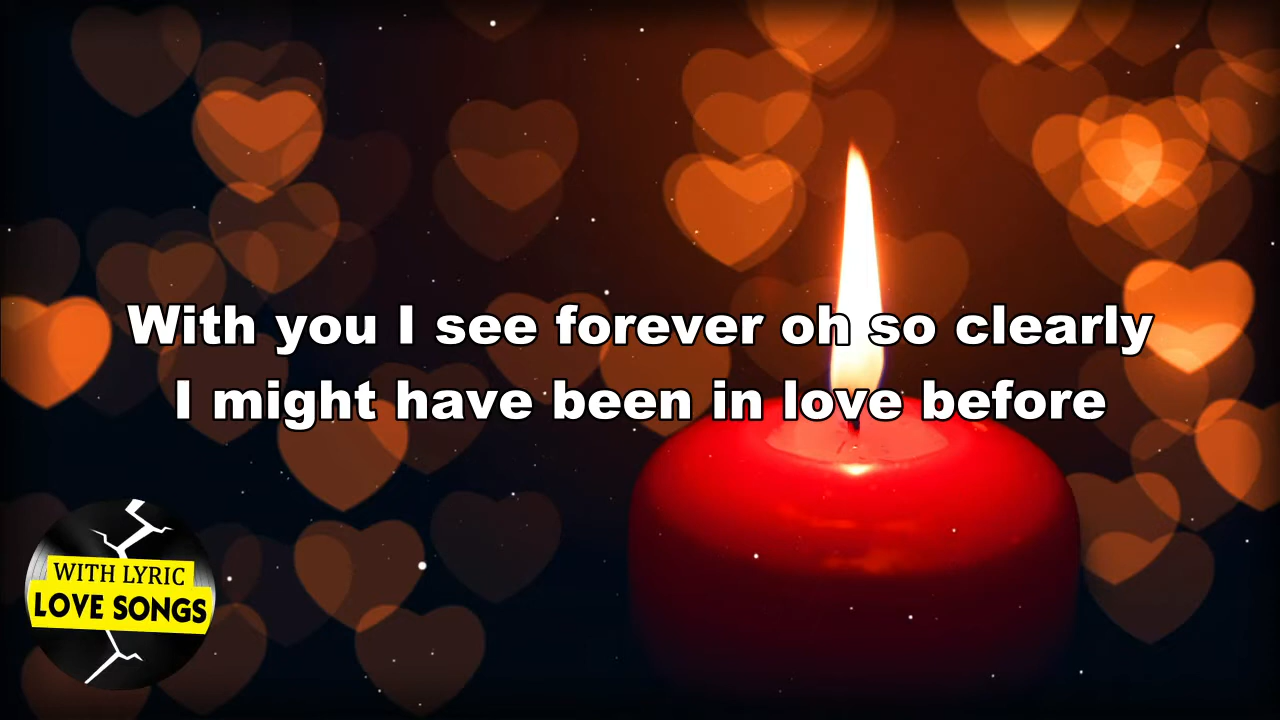 With you I see forever oh so clearly
I might have been in love before
WITH LYRIC
LOVE SONGS